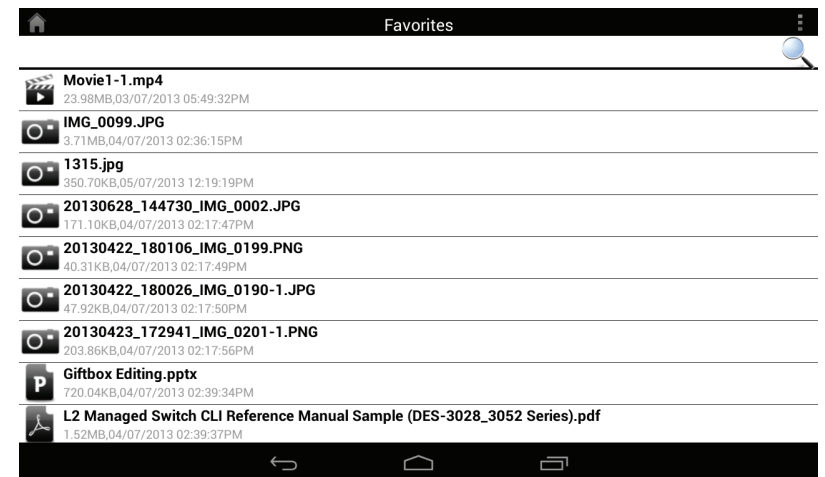 Favorites
Movie1-1.mp4
23.98MB,03/07/2013 05:49:32PM
IMG_0099.JPG
3.71MB,04/07/2013 02:36:15PM
1315.jpg
350.70KB,05/07/2013 12:19:19PM
20130628_144730_IMG_0002.JPG
171.10KB,04/07/2013 02:17:47PM
20130422_180106_IMG_0199.PNG
40.31KB,04/07/2013 02:17:49PM
20130422_180026_IMG_0190-1.JPG
47.92KB,04/07/2013 02:17:50PM
20130423_172941_IMG_0201-1.PNG
203.86KB,04/07/2013 02:17:56PM
P
Giftbox Editing.pptx
720.04KB,04/07/2013 02:39:34PM
L2 Managed Switch CLI Reference Manual Sample (DES-3028_3052 Series).pdf
1.52MB,04/07/2013 02:39:37PM